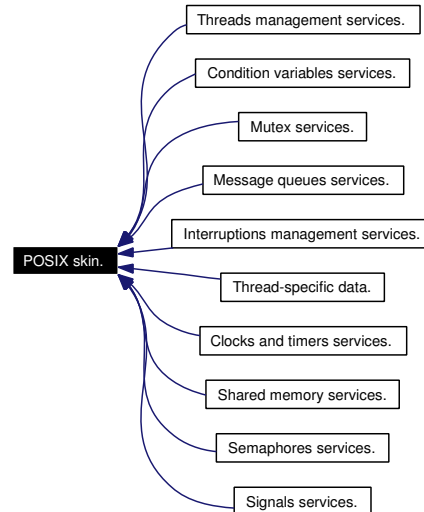 Threads management services.
Condition variables services.
Mutex services.
Message queues services.
Interruptions management services.
POSIX skin.
Thread-specific data.
Clocks and timers services.
Shared memory services.
Semaphores services.
Signals services.